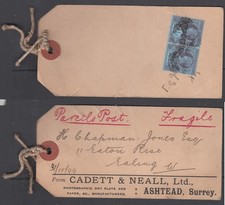 Parcels Post. Fragile
H. Chapman Jones Esq
11 Eaton Rise
Ealing W
From CADETT & NEALL, Ltd.,
PHOTOGRAPHIC DRY PLATE AND
PAPER, &C., MANUFACTURERS,
ASHTEAD, Surrey.